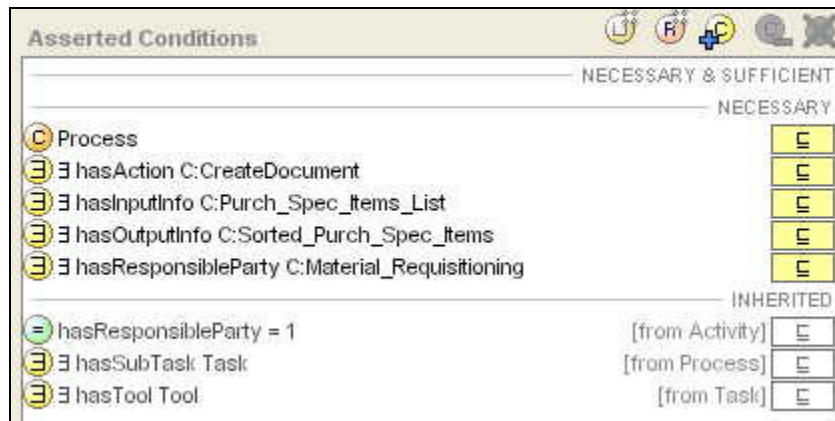 Asserted Conditions
NECESSARY & SUFFICIENT
NECESSARY
C Process ⊑
∃ ∃ hasAction C:CreateDocument ⊑
∃ ∃ hasInputInfo C:Purch_Spec_Items_List ⊑
∃ ∃ hasOutputInfo C:Sorted_Purch_Spec_Items ⊑
∃ ∃ hasResponsibleParty C:Material_Requisitioning ⊑
INHERITED
= hasResponsibleParty = 1 [from Activity] ⊑
∃ ∃ hasSubTask Task [from Process] ⊑
∃ ∃ hasTool Tool [from Task] ⊑